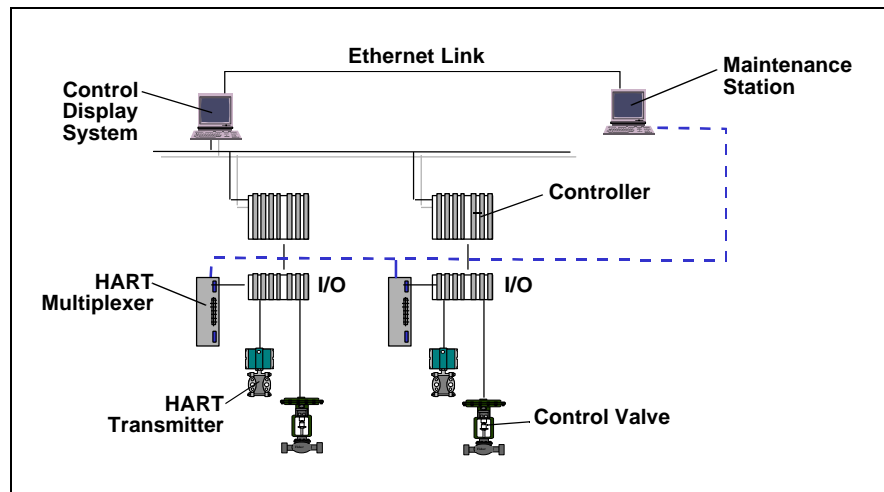 Ethernet Link
Control
Display
System
Maintenance
Station
Controller
HART
Multiplexer
I/O
I/O
HART
Transmitter
Control Valve